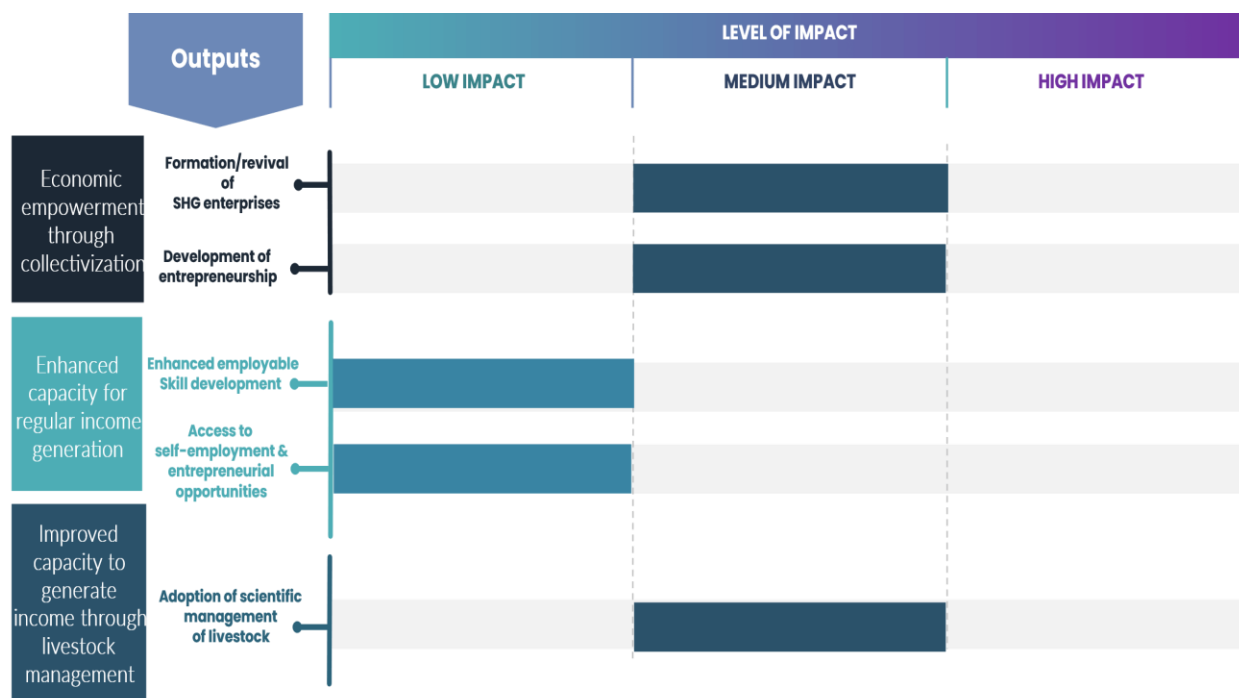 Outputs
LEVEL OF IMPACT
LOW IMPACT
MEDIUM IMPACT
HIGH IMPACT
Economic
empowerment
through
collectivization
Formation/revival
of
SHG enterprises
Development of
entrepreneurship
Enhanced
capacity for
regular income
generation
Enhanced employable
Skill development
Access to
self-employment &
entrepreneurial
opportunities
Improved
capacity to
generate
income through
livestock
management
Adoption of scientific
management
of livestock